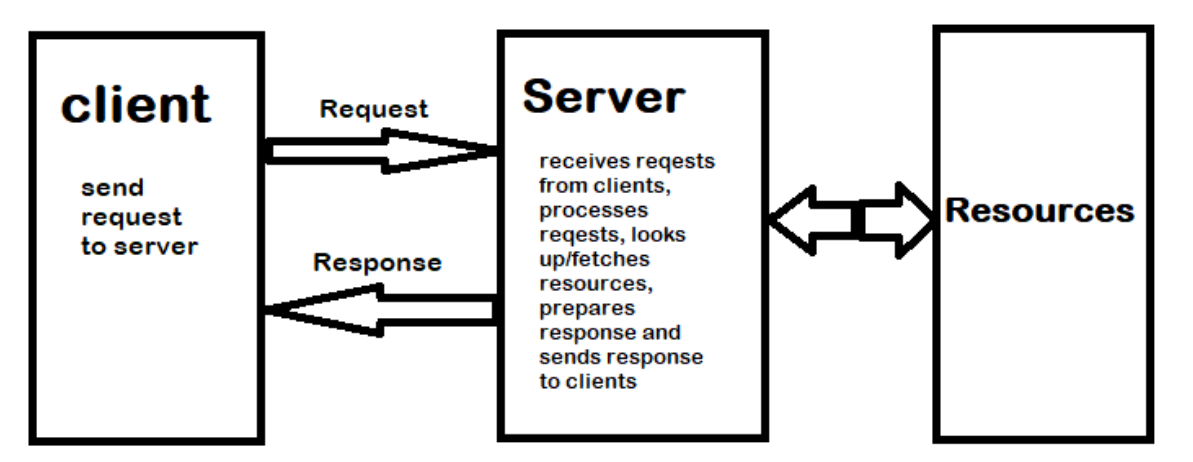 client
send
request
to server
Request
Response
Server
receives reqests
from clients,
processes
reqests, looks
up/fetches
resources,
prepares
response and
sends response
to clients
Resources